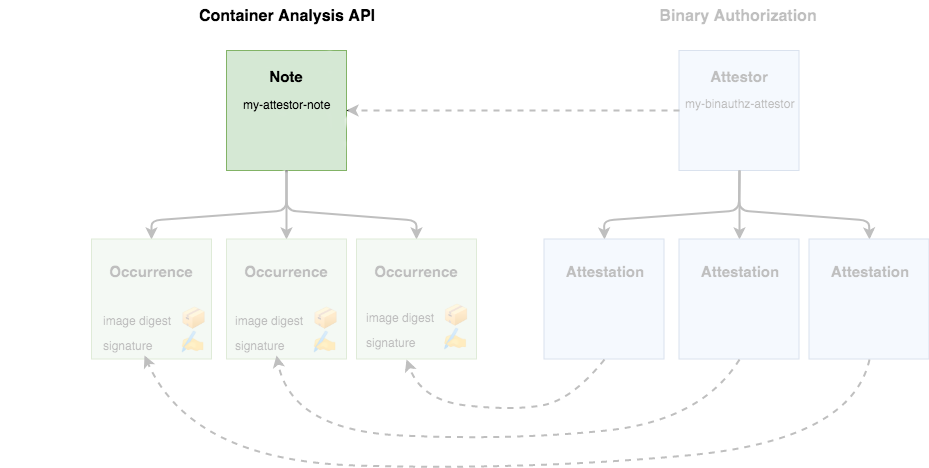 Container Analysis API
Binary Authorization
Note
my-attestor-note
Attestor
my-binauthz-attestor
Occurrence
image digest
signature
Occurrence
image digest
signature
Occurrence
image digest
signature
Attestation
Attestation
Attestation